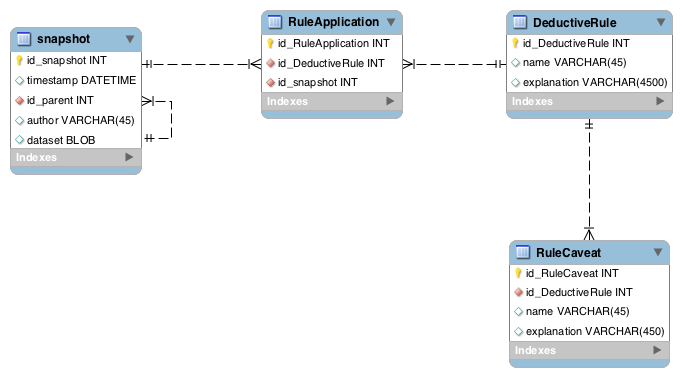 snapshot
id_snapshot INT
timestamp DATETIME
id_parent INT
author VARCHAR(45)
dataset BLOB
Indexes
RuleApplication
id_RuleApplication INT
id_DeductiveRule INT
id_snapshot INT
Indexes
DeductiveRule
id_DeductiveRule INT
name VARCHAR(45)
explanation VARCHAR(4500)
Indexes
RuleCaveat
id_RuleCaveat INT
id_DeductiveRule INT
name VARCHAR(45)
explanation VARCHAR(450)
Indexes